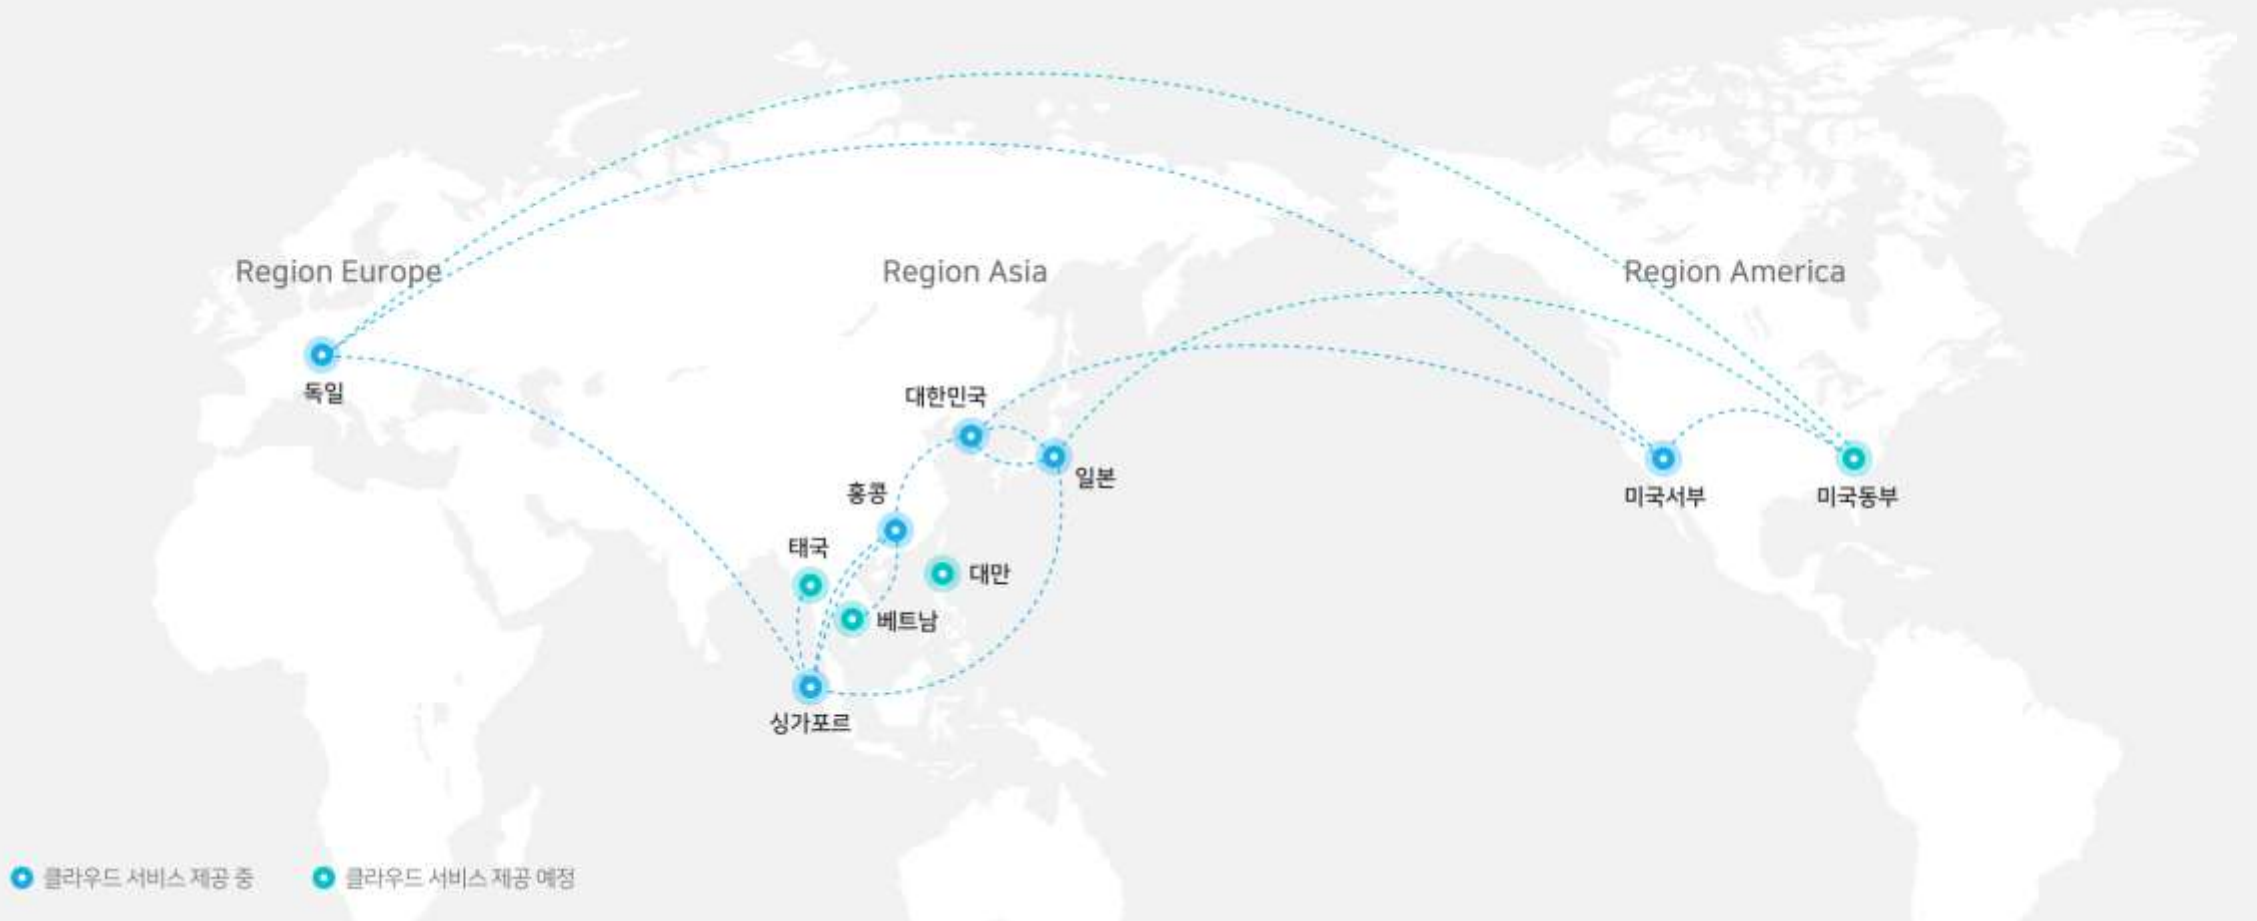 Region Europe
Region Asia
Region America
독일
대한민국
일본
홍콩
미국서부
미국동부
태국
대만
베트남
싱가포르
클라우드 서비스 제공 중
클라우드 서비스 제공 예정